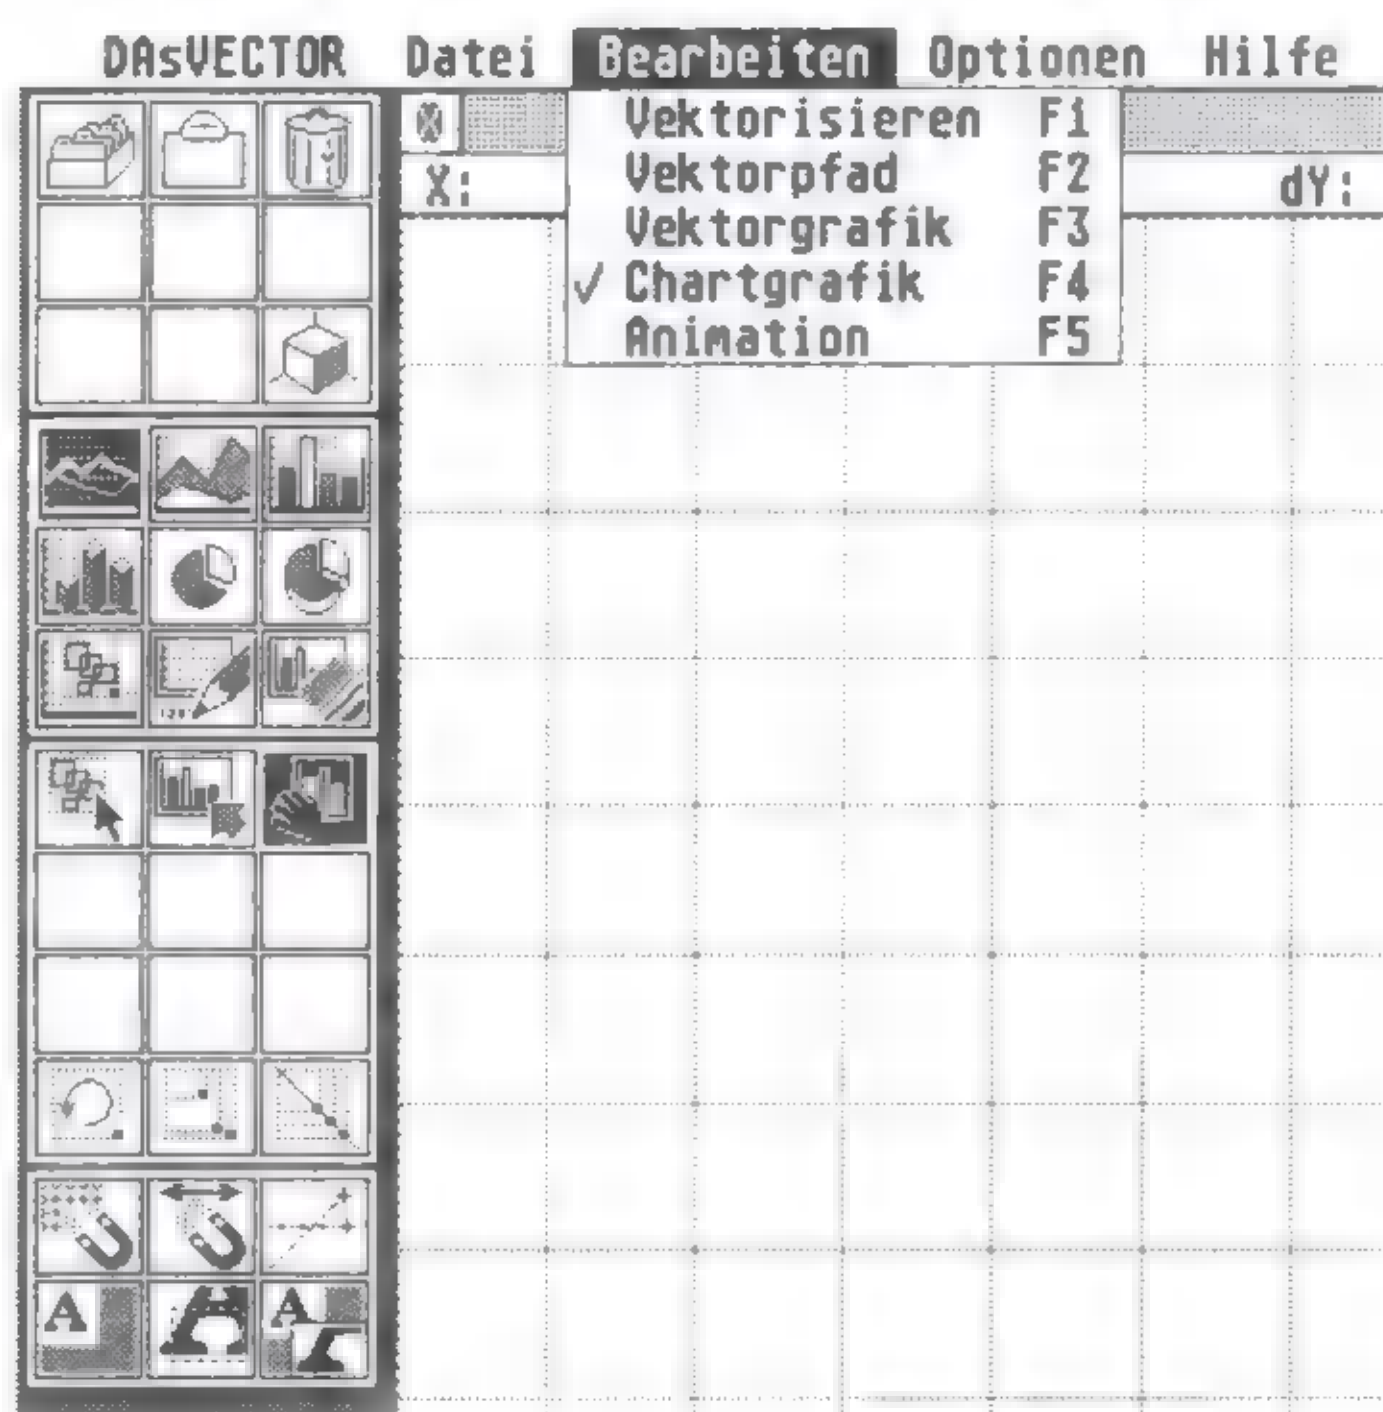 DAsVECTOR Datei Bearbeiten Optionen Hilfe
Vektorisieren F1
Vektorpfad F2
X: dY:
Vektorgrafik F3
✓ Chartgrafik F4
Animation F5
A
A
A